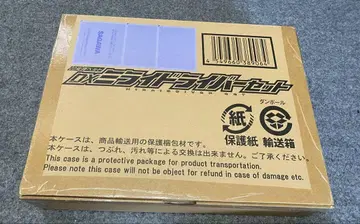 4 549660 185048
DXミライドライバーセット
ダンボール
紙
保護紙 輸送箱
本ケースは、商品輸送用の保護梱包材です。
本ケースは、つぶれ、汚れ等による交換は出来ません。ご了承ください。
This case is a protective package for product transportation.
Please note this case will not be object for refund in case of damage etc.